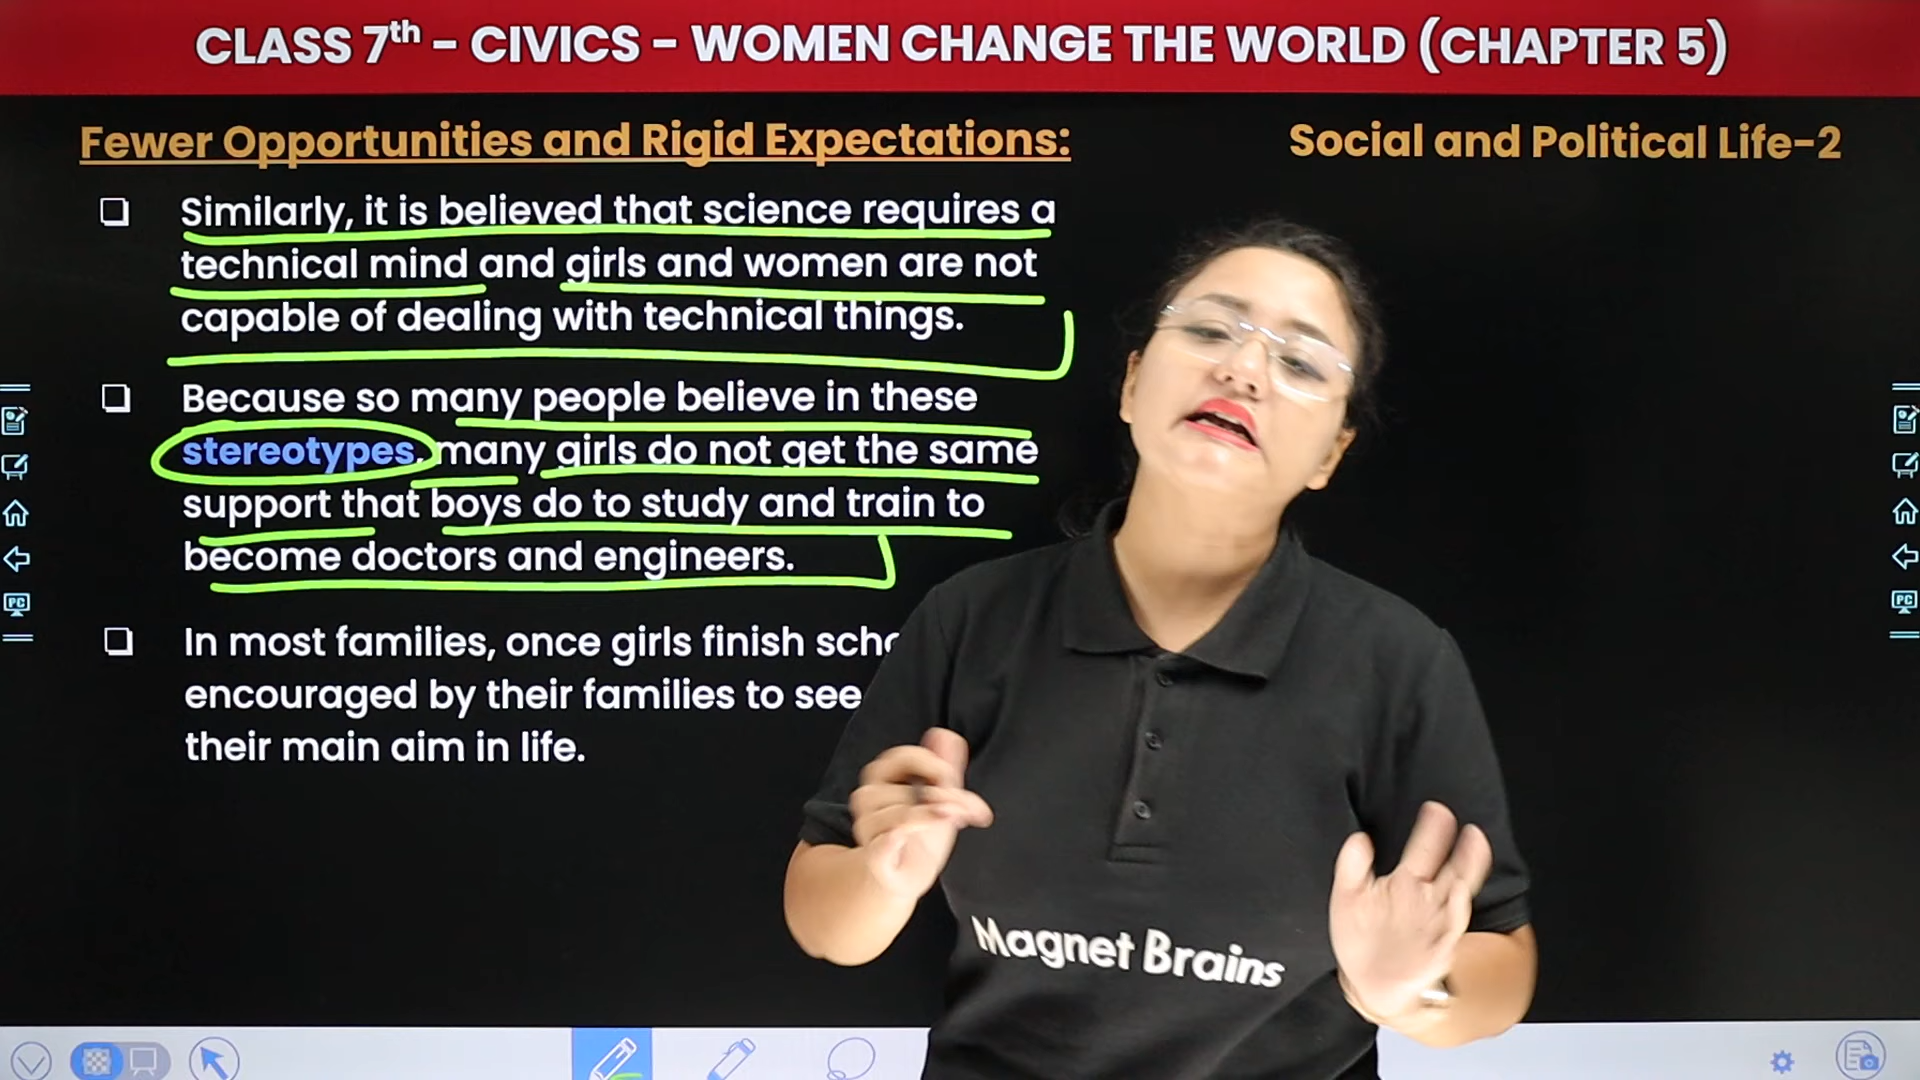 CLASS 7th - CIVICS - WOMEN CHANGE THE WORLD (CHAPTER 5)
Fewer Opportunities and Rigid Expectations:
Social and Political Life-2
Similarly, it is believed that science requires a
technical mind and girls and women are not
capable of dealing with technical things.
Because so many people believe in these
stereotypes, many girls do not get the same
support that boys do to study and train to
become doctors and engineers.
In most families, once girls finish
encouraged by their families to see
their main aim in life.
Magnet Brains
PC
PC